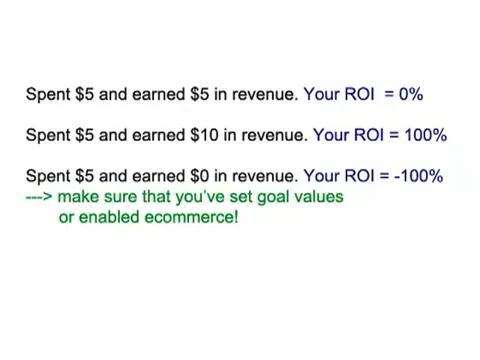 Spent $5 and earned $5 in revenue. Your ROI = 0%
Spent $5 and earned $10 in revenue. Your ROI = 100%
Spent $5 and earned $0 in revenue. Your ROI = -100%
---> make sure that you've set goal values
or enabled ecommerce!